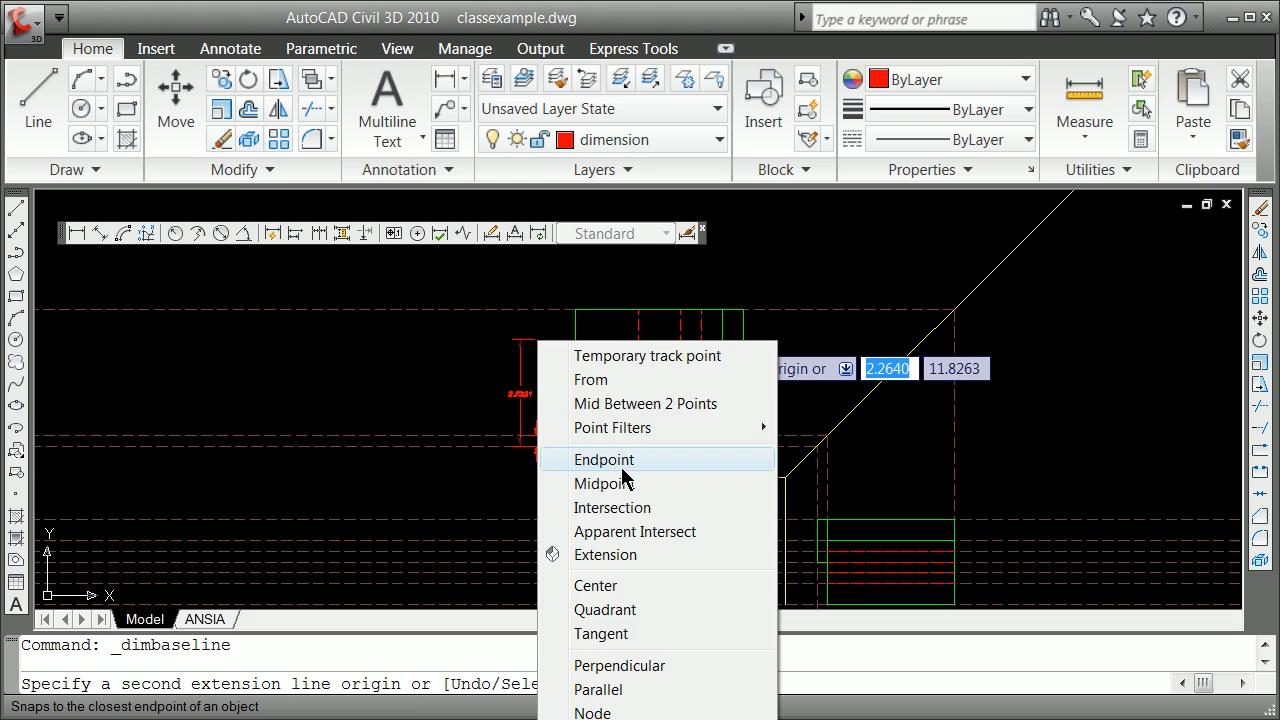 AutoCAD Civil 3D 2010 classexample.dwg
Type a keyword or phrase
3D
Home Insert Annotate Parametric View Manage Output Express Tools
Line
Move
Multiline
Text
Unsaved Layer State
dimension
Insert
ByLayer
ByLayer
ByLayer
Measure
Paste
Draw Modify Annotation Layers Block Properties Utilities Clipboard
Standard
Temporary track point
From
Mid Between 2 Points
Point Filters
Endpoint
Midpoint
Intersection
Apparent Intersect
Extension
Center
Quadrant
Tangent
Perpendicular
Parallel
Node
rigin or 2.2640 11.8263
Y
X
A
A
Model ANSIA
Command: _dimbaseline
Specify a second extension line origin or [Undo/Sele
Snaps to the closest endpoint of an object